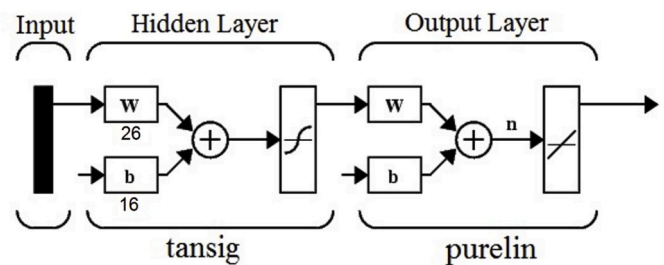 Input Hidden Layer Output Layer
W W
26
n
b b
16
tansig purelin